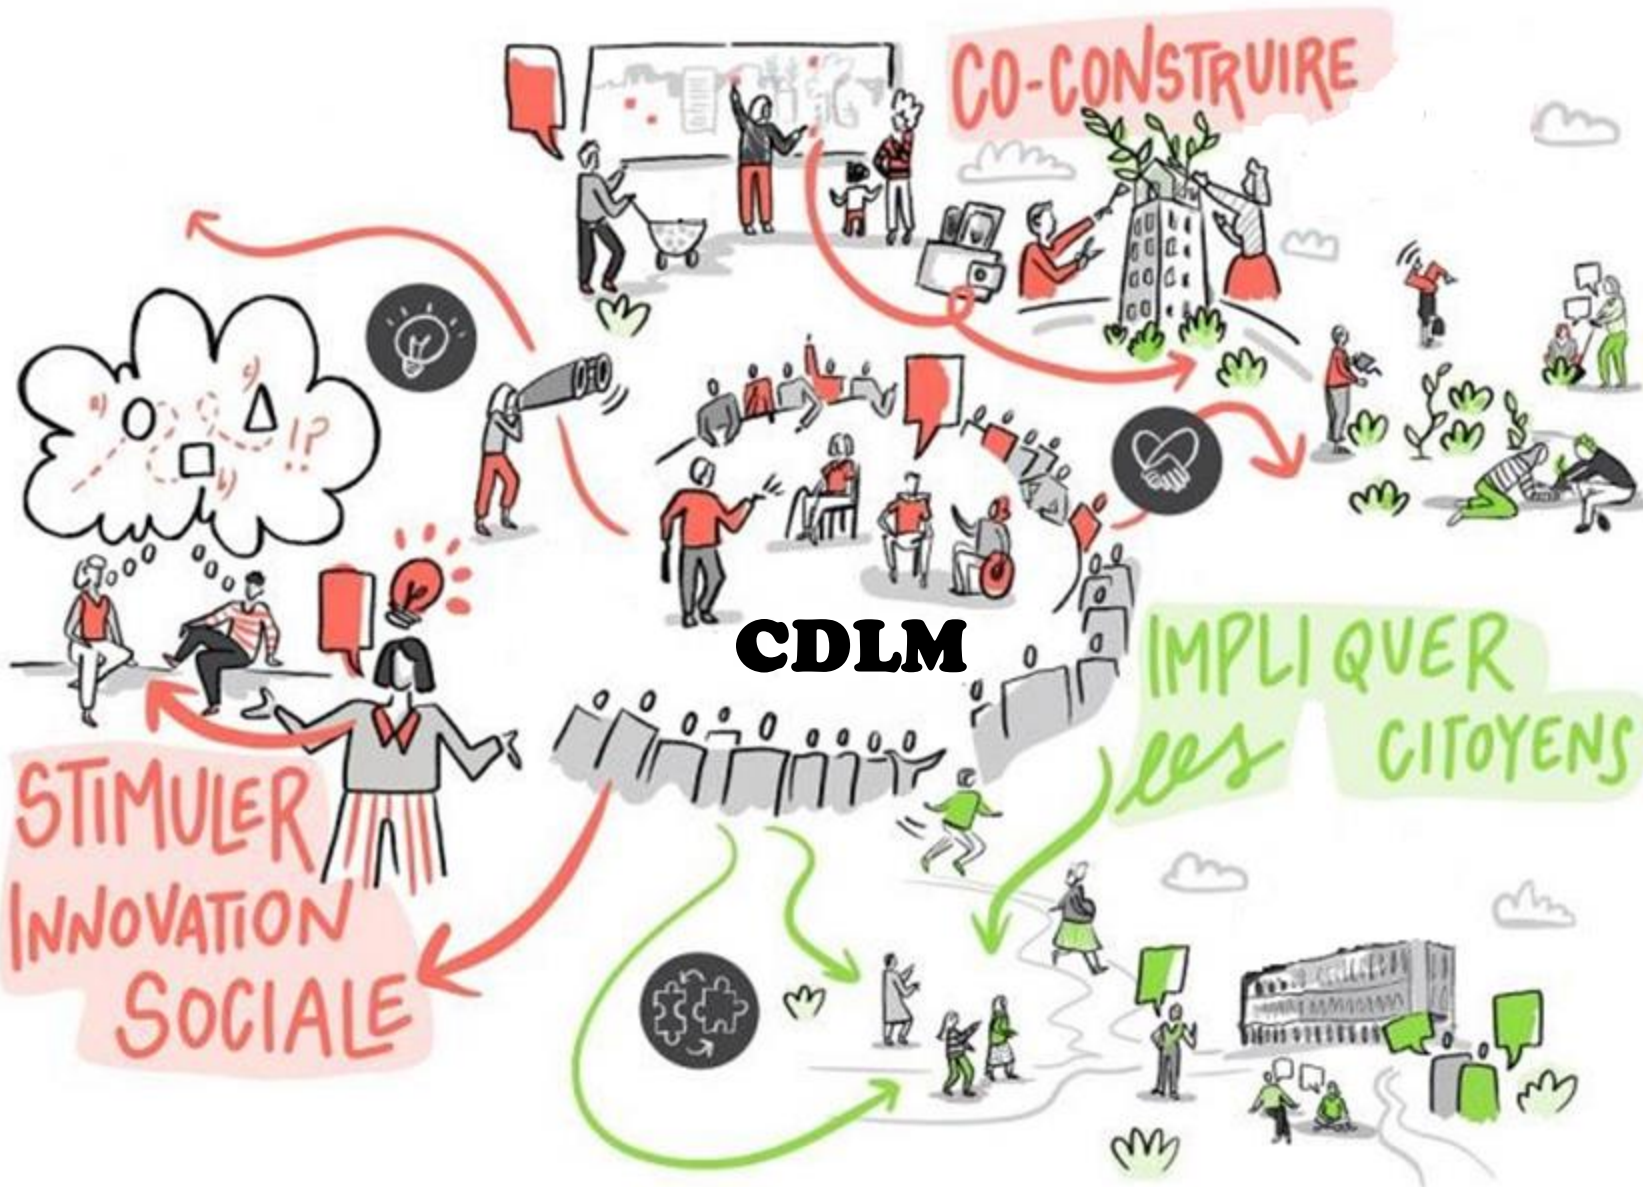 CO-CONSTRUIRE
a)
c)
!?
b)
CDLM
IMPLIQUER
les CITOYENS
STIMULER
INNOVATION
SOCIALE